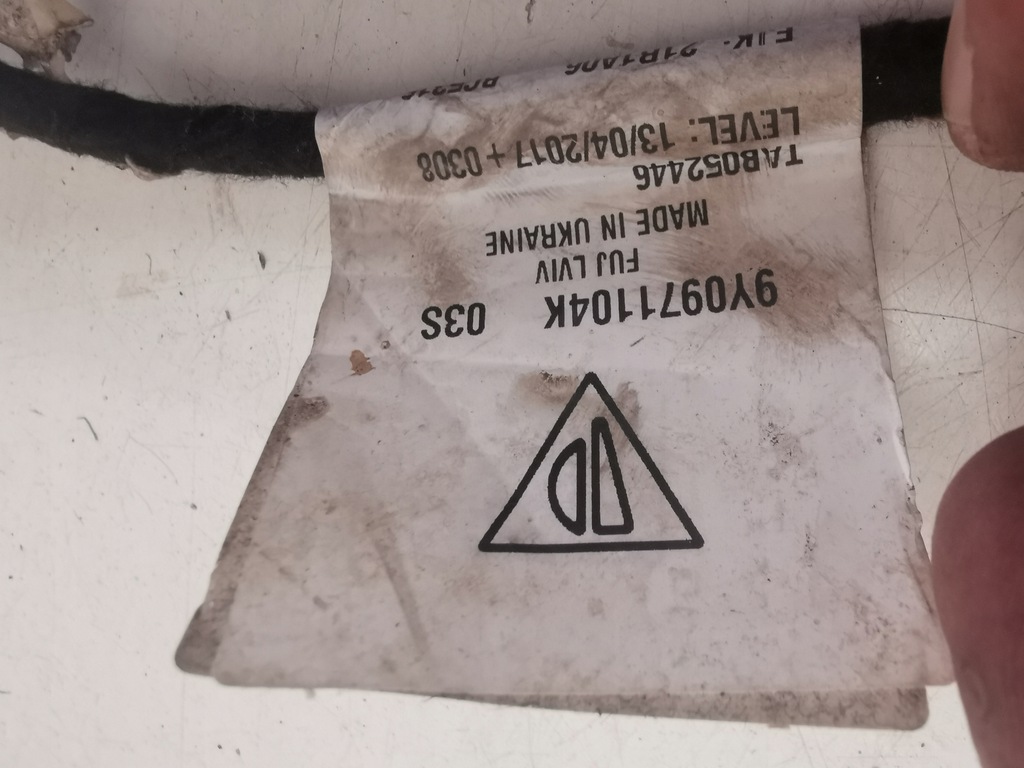 9Y0971104K 03S
FUJ LVIV
MADE IN UKRAINE
TAB052446
LEVEL: 13/04/2017 + 0308